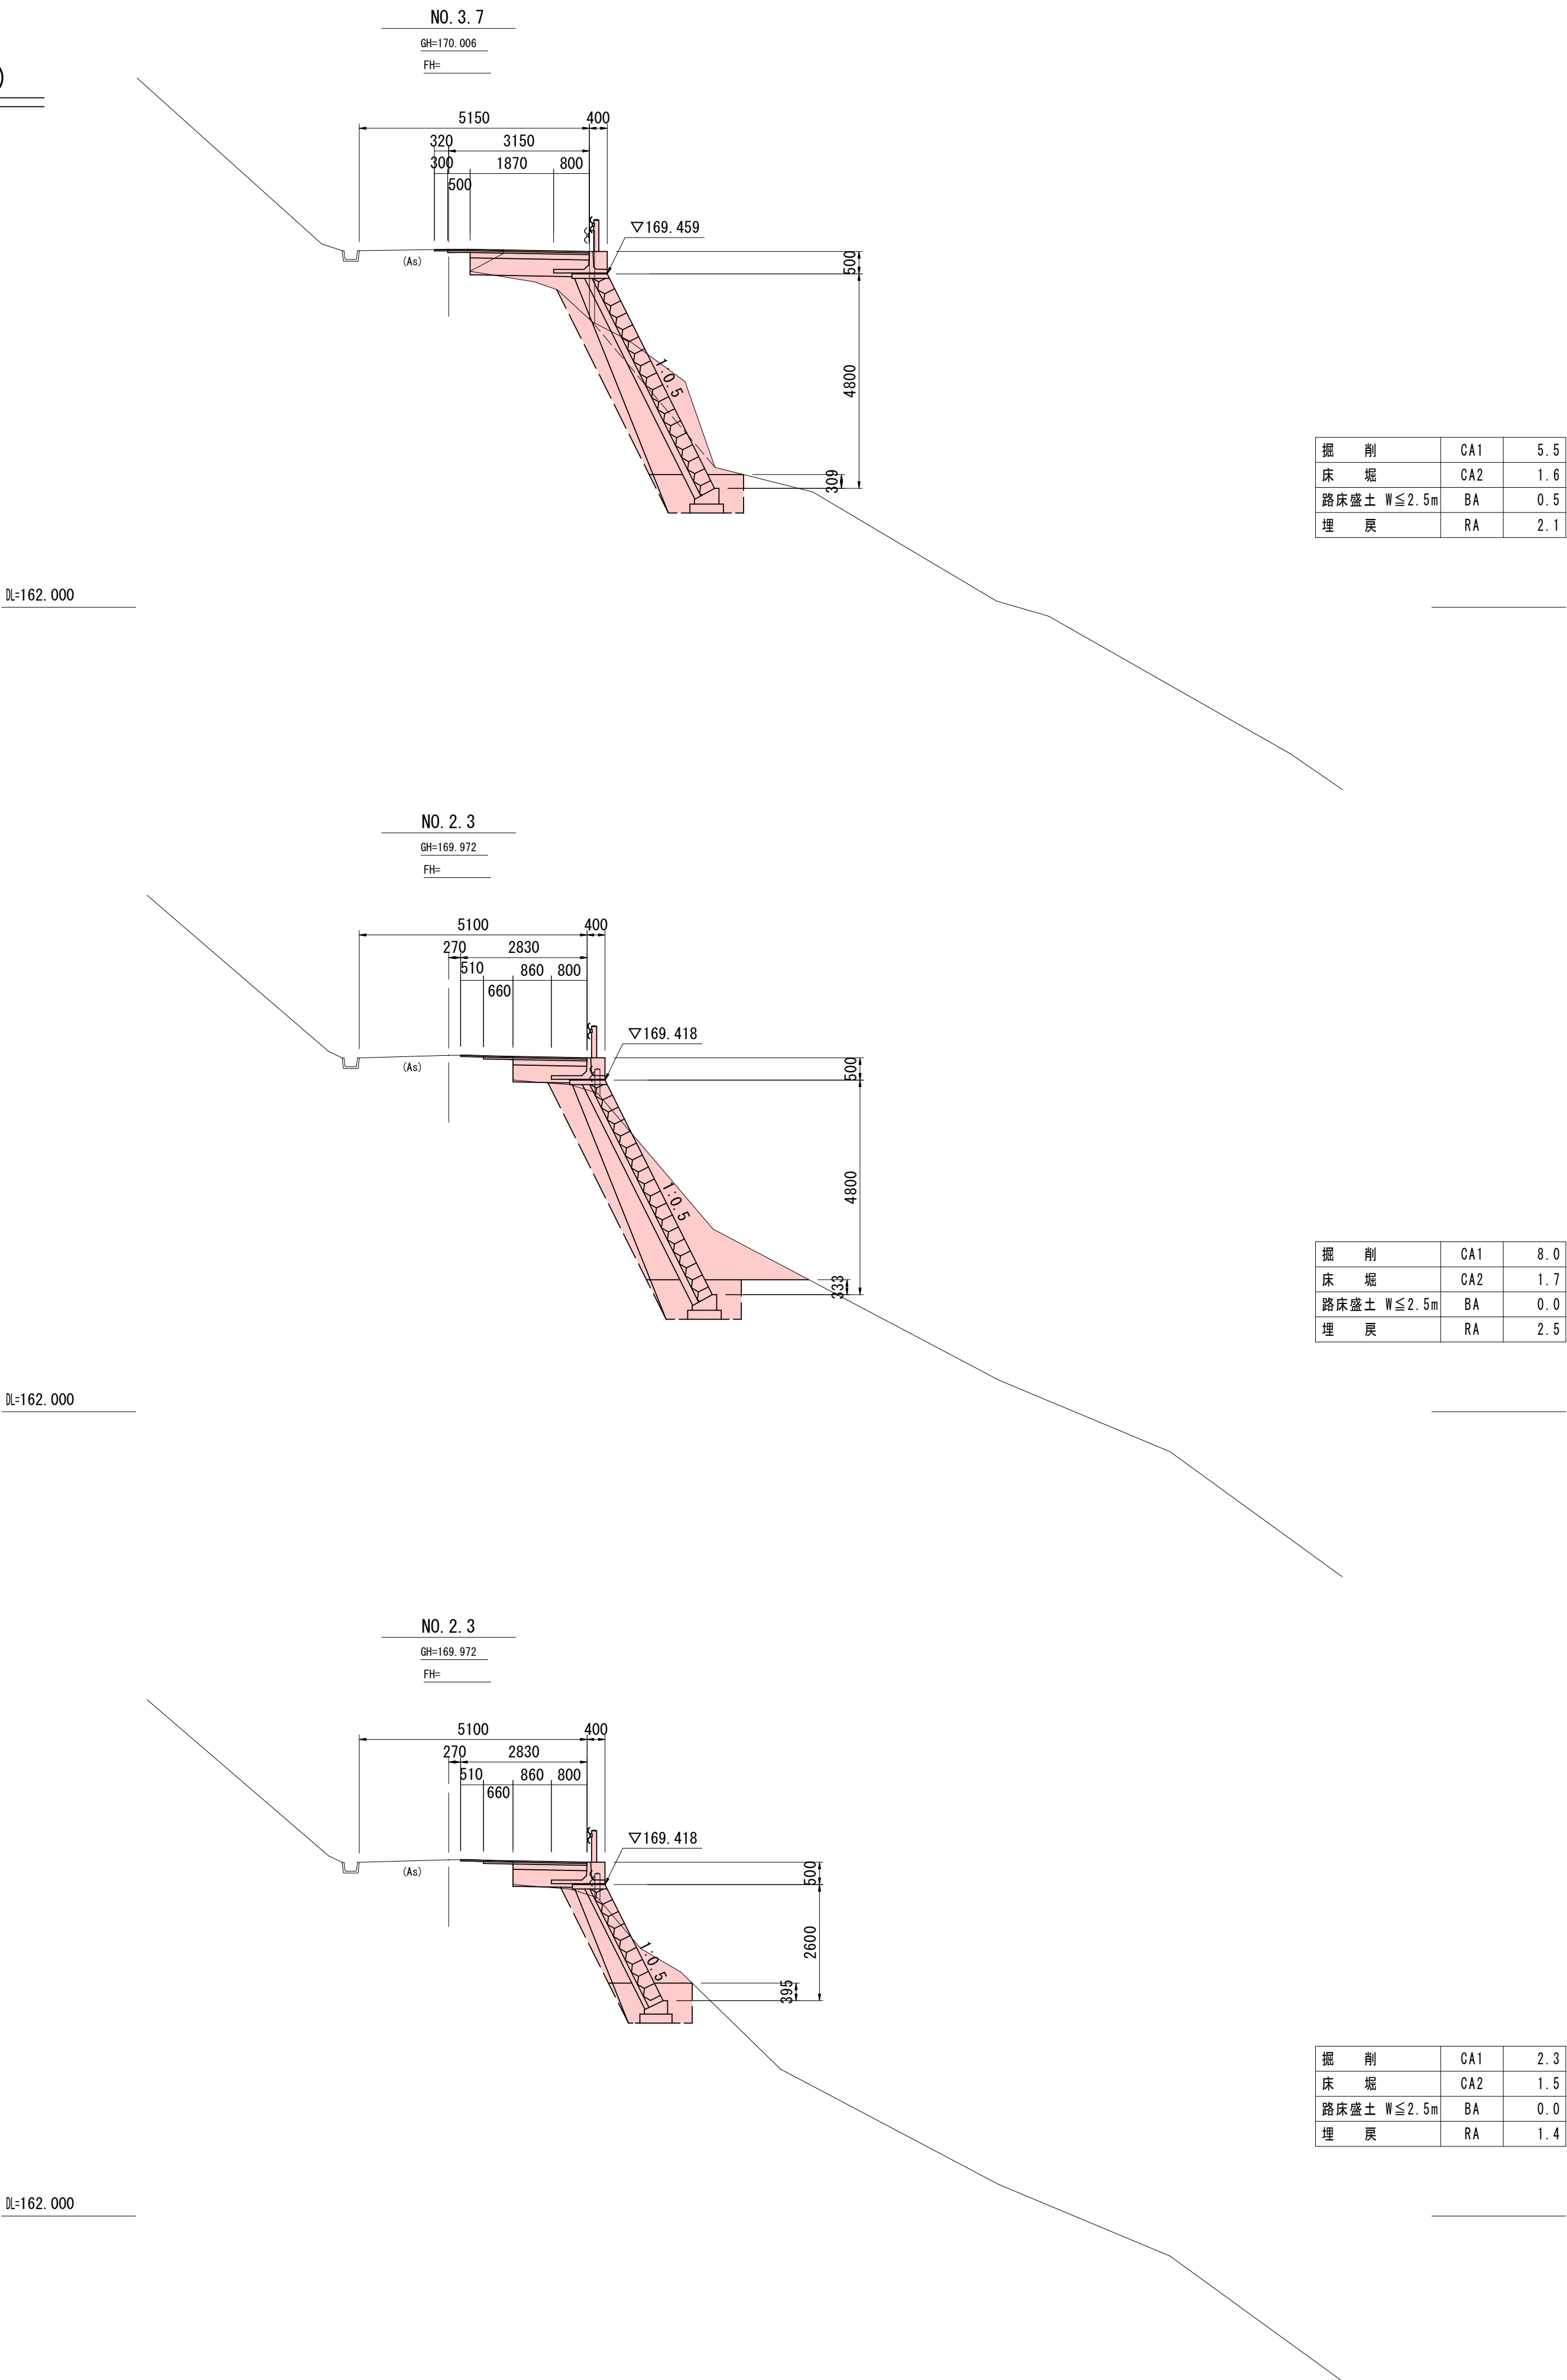 )
NO.3.7
GH=170.006
FH=
5150 400
320 3150
300 1870 800
500
▽169.459
(As)
500
4800
1:0.5
309
掘 削 CA1 5.5
床 堀 CA2 1.6
路床盛土 W≦2.5m BA 0.5
埋 戻 RA 2.1
DL=162.000
NO.2.3
GH=169.972
FH=
5100 400
270 2830
510 860 800
660
▽169.418
(As)
500
4800
1:0.5
333
掘 削 CA1 8.0
床 堀 CA2 1.7
路床盛土 W≦2.5m BA 0.0
埋 戻 RA 2.5
DL=162.000
NO.2.3
GH=169.972
FH=
5100 400
270 2830
510 860 800
660
▽169.418
(As)
500
2600
1:0.5
395
掘 削 CA1 2.3
床 堀 CA2 1.5
路床盛土 W≦2.5m BA 0.0
埋 戻 RA 1.4
DL=162.000